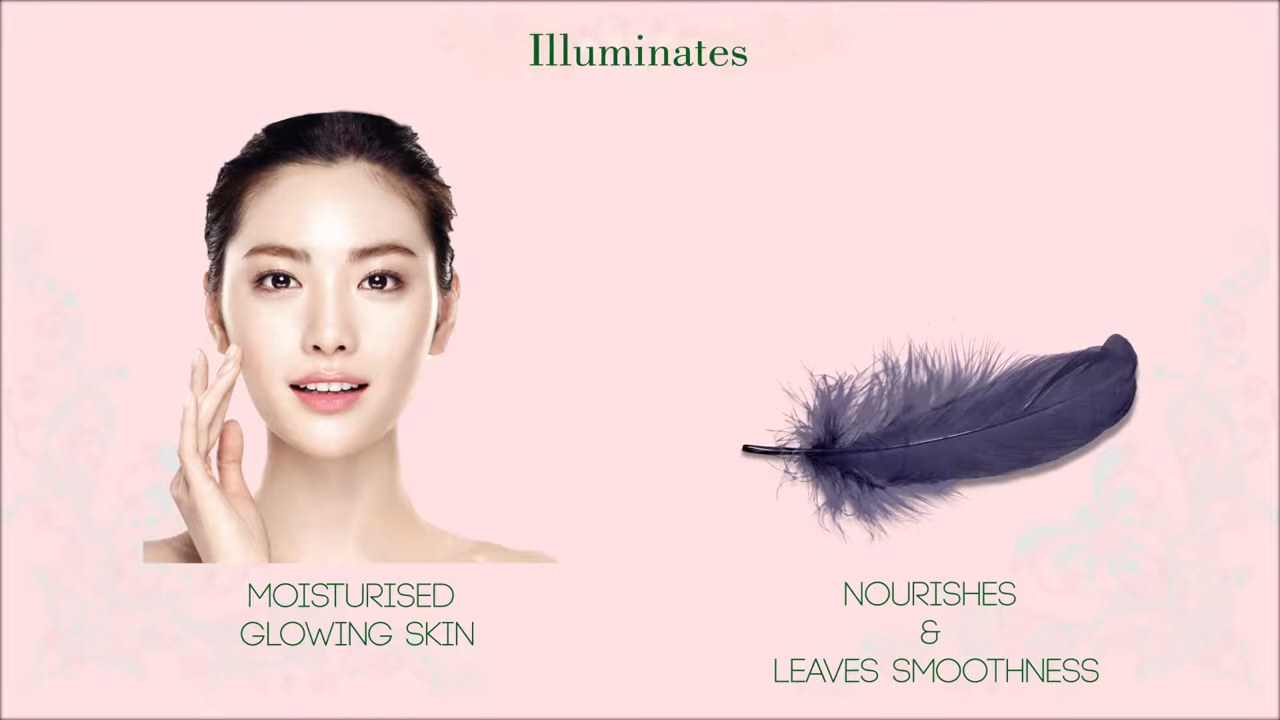 Illuminates
MOISTURISED
GLOWING SKIN
NOURISHES
&
LEAVES SMOOTHNESS